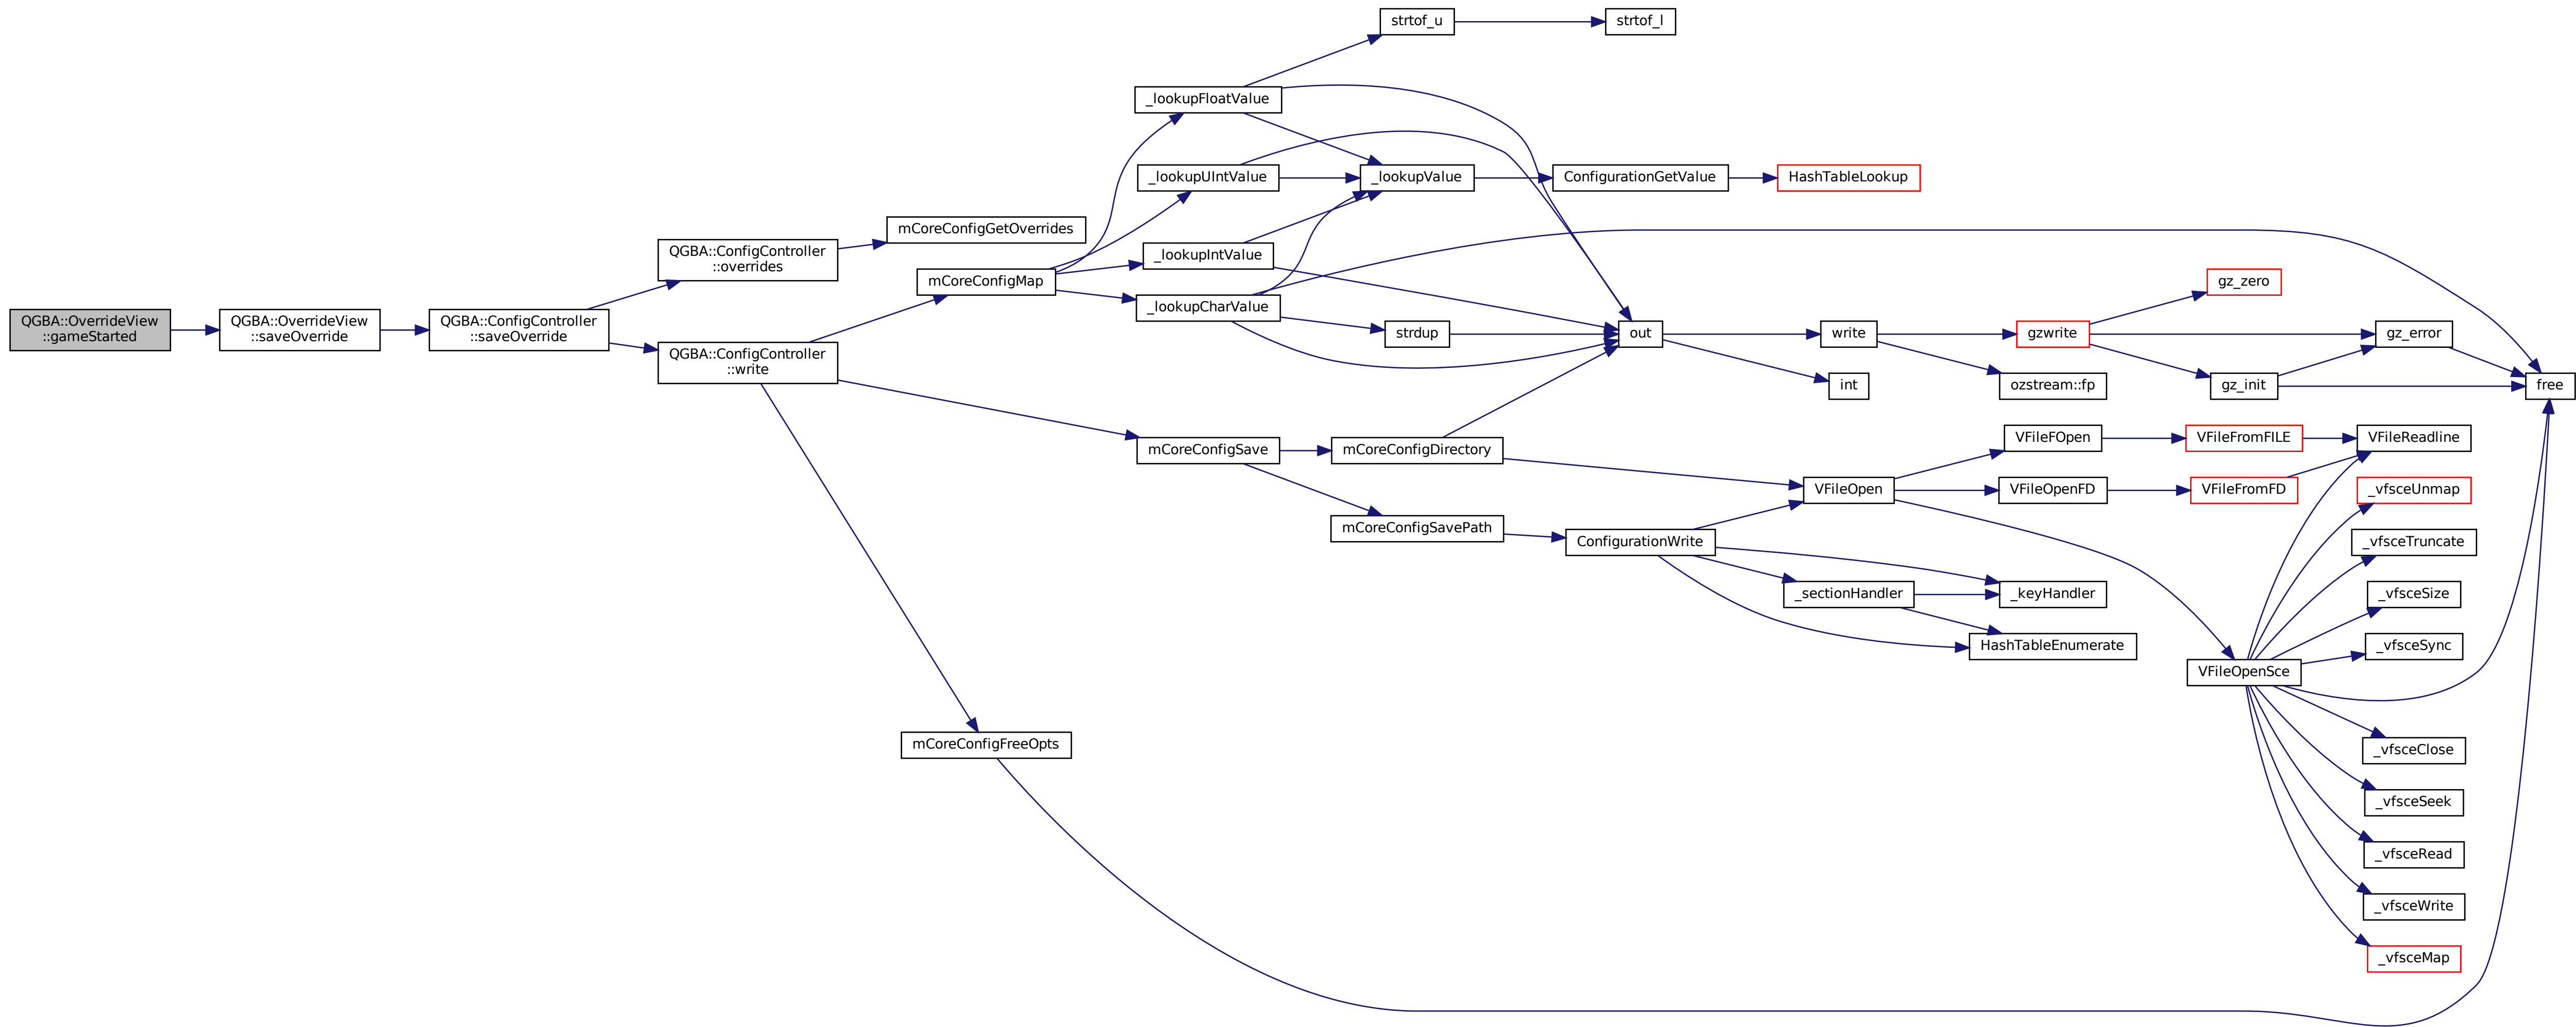 QGBA::OverrideView
::gameStarted
QGBA::OverrideView
::saveOverride
QGBA::ConfigController
::saveOverride
QGBA::ConfigController
::overrides
QGBA::ConfigController
::write
mCoreConfigGetOverrides
mCoreConfigMap
mCoreConfigFreeOpts
_lookupFloatValue
_lookupUIntValue
_lookupIntValue
_lookupCharValue
mCoreConfigSave
strtof_u
_lookupValue
strdup
mCoreConfigDirectory
mCoreConfigSavePath
strtof_l
ConfigurationGetValue
out
ConfigurationWrite
HashTableLookup
write
int
VFileOpen
_sectionHandler
gzwrite
ozstream::fp
VFileFOpen
VFileOpenFD
_keyHandler
HashTableEnumerate
gz_zero
gz_init
VFileFromFILE
VFileFromFD
VFileOpenSce
gz_error
VFileReadline
_vfsceUnmap
_vfsceTruncate
_vfsceSize
_vfsceSync
_vfsceClose
_vfsceSeek
_vfsceRead
_vfsceWrite
_vfsceMap
free